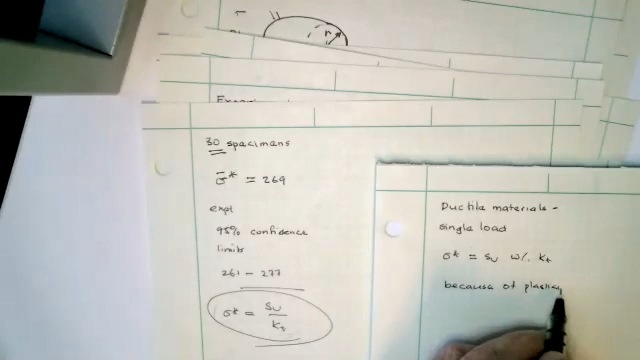 r
30 specimens
σ̄* = 269
expt
95% confidence
limits
261 – 277
σ* = Su / Kt
Ductile materials -
single load
σ* = Su w/. Kt
because of plasticity